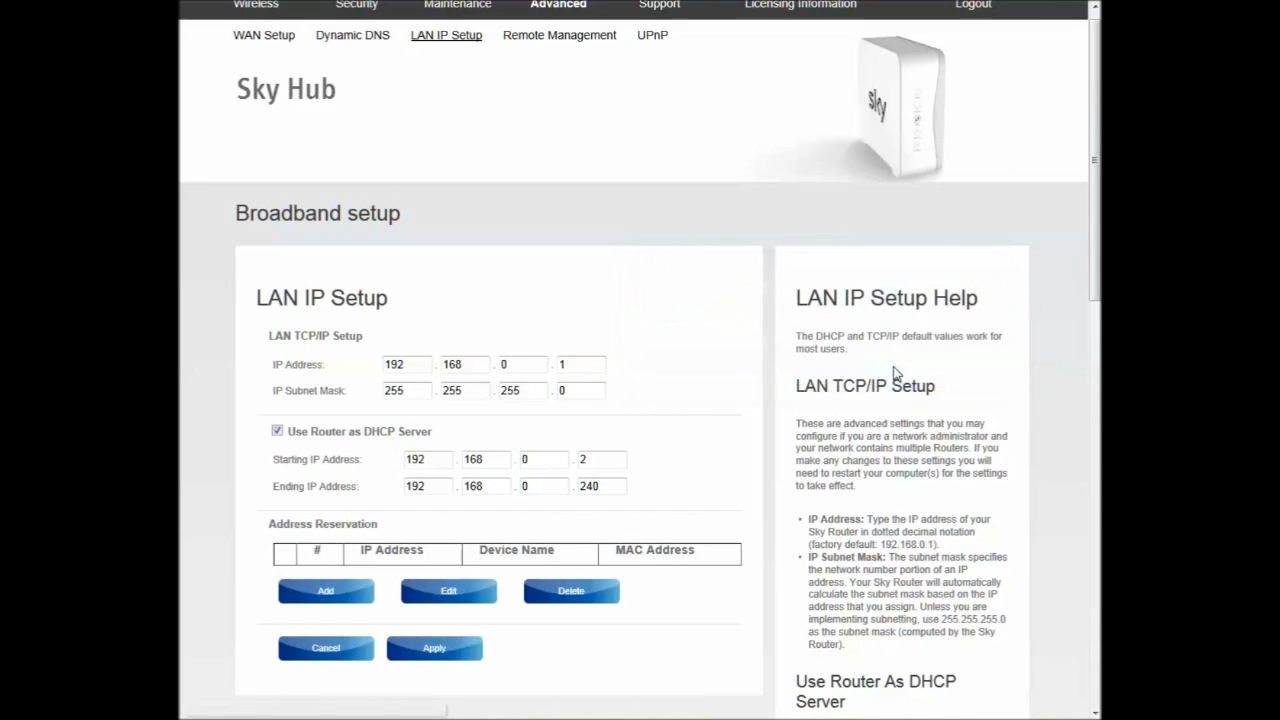 Wireless Security Maintenance Advanced Support Licensing Information Logout
WAN Setup Dynamic DNS LAN IP Setup Remote Management UPnP
Sky Hub
sky
Broadband setup
LAN IP Setup
LAN TCP/IP Setup
IP Address: 192 . 168 . 0 . 1
IP Subnet Mask: 255 . 255 . 255 . 0
Use Router as DHCP Server
Starting IP Address: 192 . 168 . 0 . 2
Ending IP Address: 192 . 168 . 0 . 240
Address Reservation
# IP Address Device Name MAC Address
Add Edit Delete
Cancel Apply
LAN IP Setup Help
The DHCP and TCP/IP default values work for
most users.
LAN TCP/IP Setup
These are advanced settings that you may
configure if you are a network administrator and
your network contains multiple Routers. If you
make any changes to these settings you will
need to restart your computer(s) for the settings
to take effect.
• IP Address: Type the IP address of your
Sky Router in dotted decimal notation
(factory default: 192.168.0.1).
• IP Subnet Mask: The subnet mask specifies
the network number portion of an IP
address. Your Sky Router will automatically
calculate the subnet mask based on the IP
address that you assign. Unless you are
implementing subnetting, use 255.255.255.0
as the subnet mask (computed by the Sky
Router).
Use Router As DHCP
Server